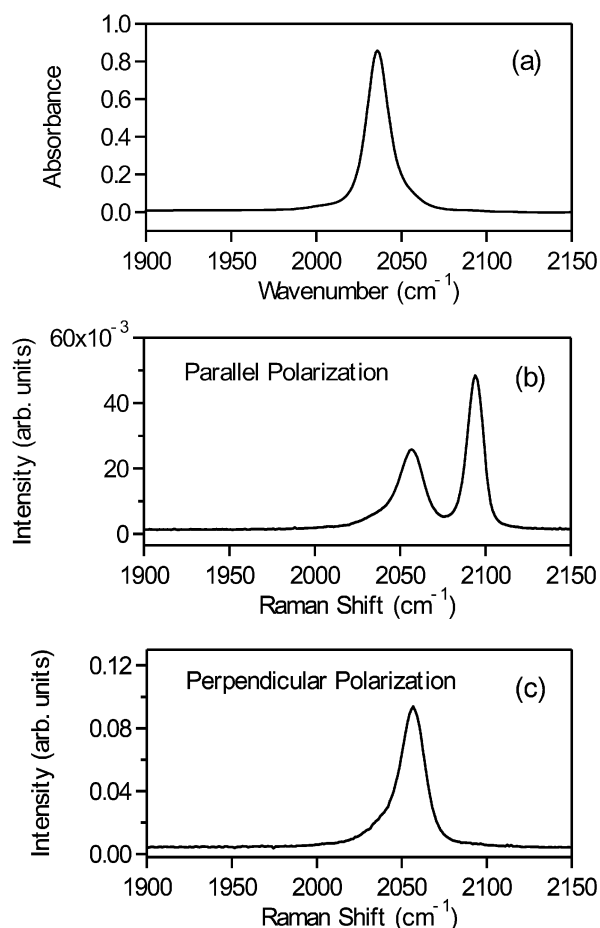 1.0
(a)
0.8
0.6
0.4
0.2
0.0
Absorbance
1900 1950 2000 2050 2100 2150
Wavenumber (cm⁻¹)
60x10⁻³
Parallel Polarization (b)
40
20
0
Intensity (arb. units)
1900 1950 2000 2050 2100 2150
Raman Shift (cm⁻¹)
0.12
Perpendicular Polarization (c)
0.08
0.04
0.00
Intensity (arb. units)
1900 1950 2000 2050 2100 2150
Raman Shift (cm⁻¹)